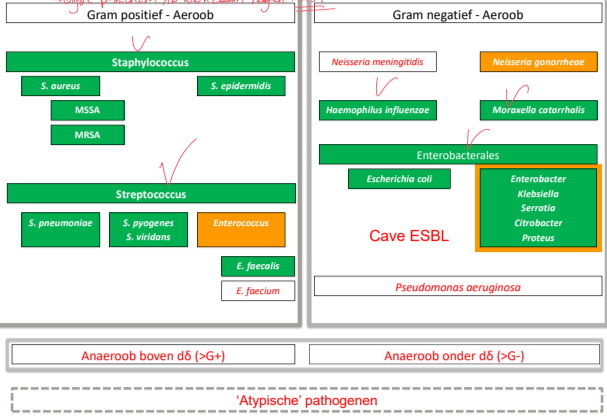 Gram positief - Aeroob
Staphylococcus
S. aureus
S. epidermidis
MSSA
MRSA
Streptococcus
S. pneumoniae
S. pyogenes
S. viridans
Enterococcus
E. faecalis
E. faecium
Gram negatief - Aeroob
Neisseria meningitidis
Neisseria gonorrheae
Haemophilus influenzae
Moraxella catarrhalis
Enterobacterales
Escherichia coli
Enterobacter
Klebsiella
Serratia
Citrobacter
Proteus
Cave ESBL
Pseudomonas aeruginosa
Anaeroob boven dδ (>G+)
Anaeroob onder dδ (>G-)
'Atypische' pathogenen